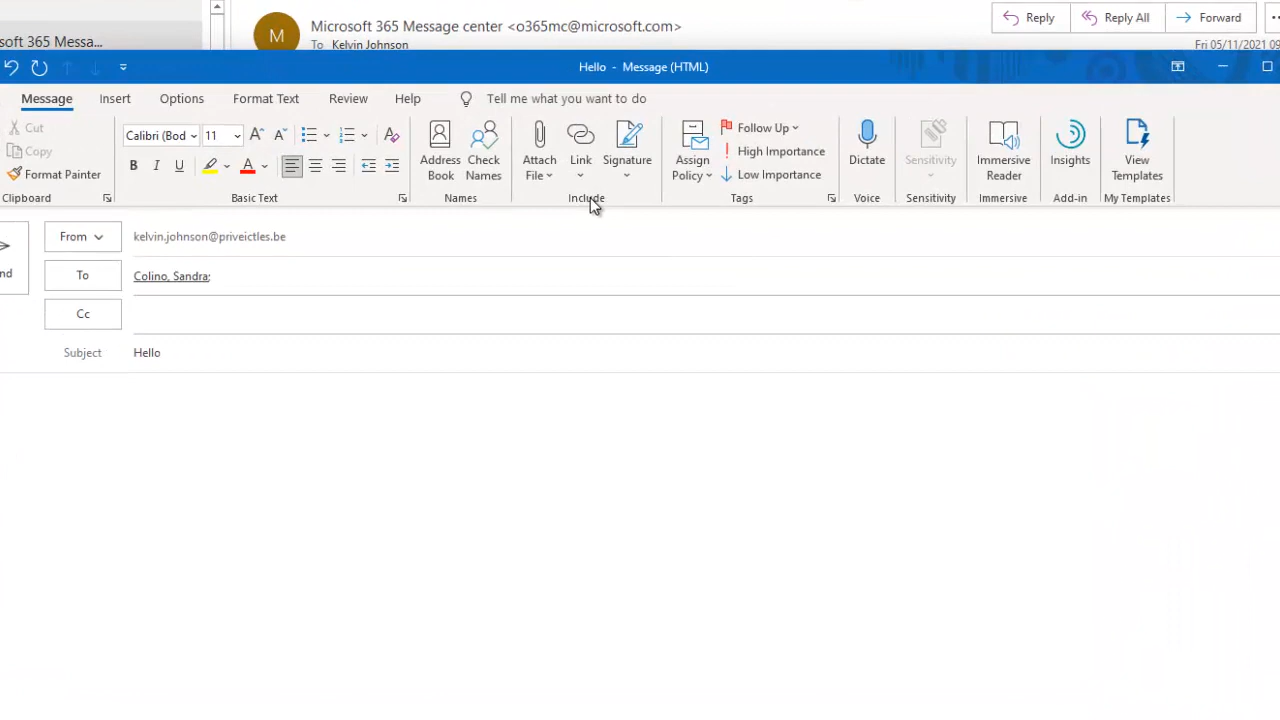 Microsoft 365 Message center <o365mc@microsoft.com>
Reply
Reply All
Forward
soft 365 Messa...
To Kelvin Johnson
Fri 05/11/2021 09
Hello - Message (HTML)
Message
Insert
Options
Format Text
Review
Help
Tell me what you want to do
Cut
Copy
Format Painter
Clipboard
Calibri (Bod
11
B
I
U
Basic Text
Address
Book
Check
Names
Names
Attach
File
Link
Signature
Include
Assign
Policy
Follow Up
High Importance
Low Importance
Tags
Dictate
Voice
Sensitivity
Sensitivity
Immersive
Reader
Immersive
Insights
Add-in
View
Templates
My Templates
From
kelvin.johnson@priveictles.be
nd
To
Colino, Sandra;
Cc
Subject
Hello